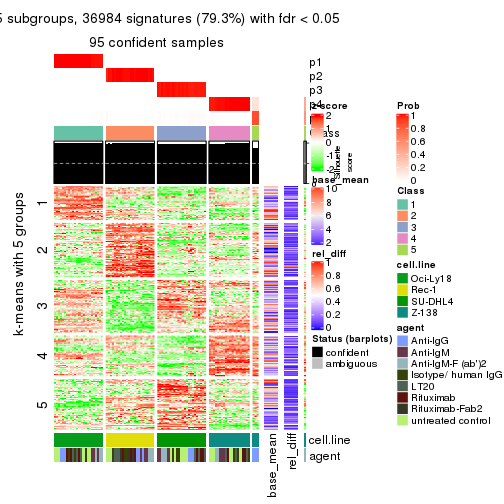 5 subgroups, 36984 signatures (79.3%) with fdr < 0.05
95 confident samples
p1
p2
p3
p4
z-score
2
1
0
-1
-2
Silhouette
score
base_mean
10
8
6
4
2
rel_diff
1
0.8
0.6
0.4
0.2
0
Status (barplots)
confident
ambiguous
Prob
1
0.8
0.6
0.4
0.2
0
Class
1
2
3
4
5
cell.line
Oci-Ly18
Rec-1
SU-DHL4
Z-138
agent
Anti-IgG
Anti-IgM
Anti-IgM-F (ab')2
Isotype/ human IgG
LT20
Rituximab
Rituximab-Fab2
untreated control
k-means with 5 groups
1
2
3
4
5
cell.line
agent
base_mean
rel_diff